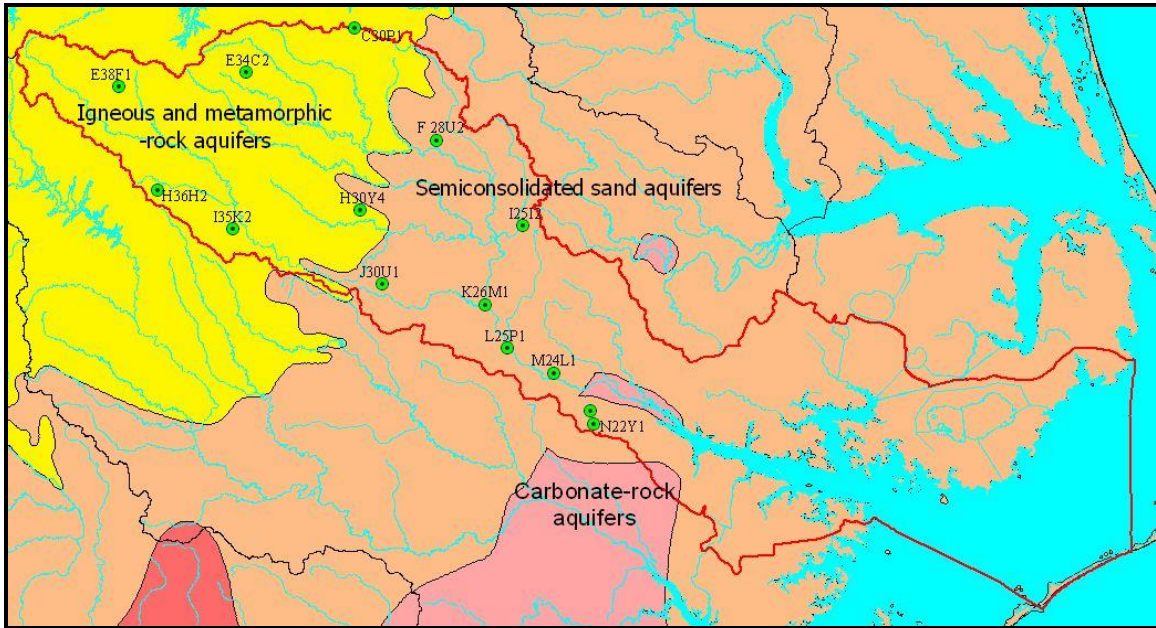 C30P1
E34C2
E38F1
Igneous and metamorphic
-rock aquifers
F 28U2
Semiconsolidated sand aquifers
H36H2
H30Y4
I35K2
I25I2
J30U1
K26M1
L25P1
M24L1
N22Y1
Carbonate-rock
aquifers